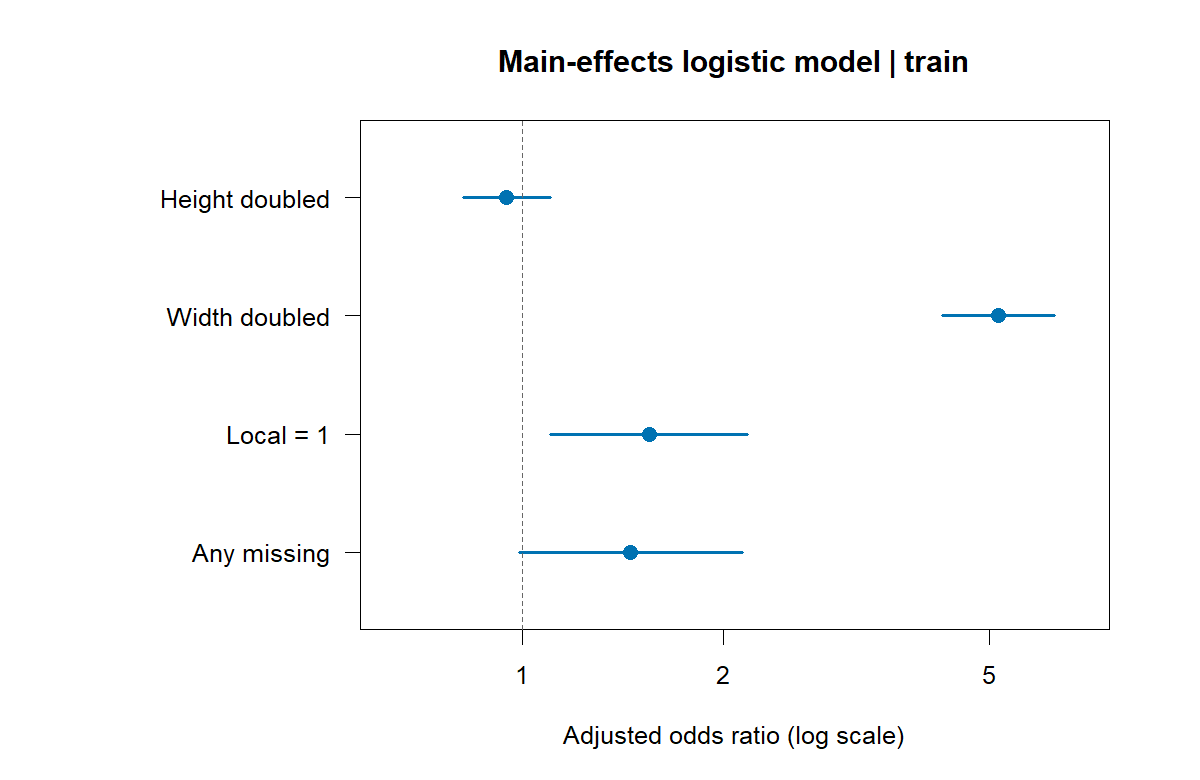 Main-effects logistic model | train
Height doubled
Width doubled
Local = 1
Any missing
1 2 5
Adjusted odds ratio (log scale)